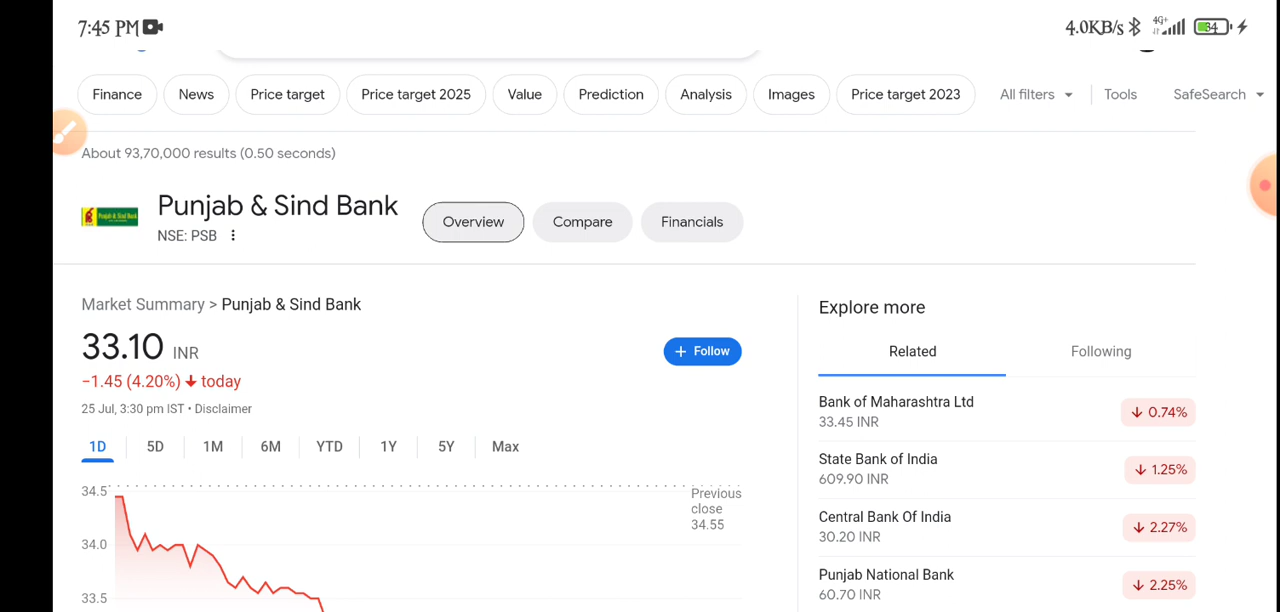 7:45 PM
4.0KB/s 4G+ 34
Finance News Price target Price target 2025 Value Prediction Analysis Images Price target 2023 All filters Tools SafeSearch
About 93,70,000 results (0.50 seconds)
Punjab & Sind Bank
Punjab & Sind Bank
NSE: PSB
Overview Compare Financials
Market Summary > Punjab & Sind Bank
33.10 INR
+ Follow
−1.45 (4.20%) ↓ today
25 Jul, 3:30 pm IST • Disclaimer
1D 5D 1M 6M YTD 1Y 5Y Max
34.5
34.0
33.5
Previous
close
34.55
Explore more
Related Following
Bank of Maharashtra Ltd
33.45 INR
↓ 0.74%
State Bank of India
609.90 INR
↓ 1.25%
Central Bank Of India
30.20 INR
↓ 2.27%
Punjab National Bank
60.70 INR
↓ 2.25%